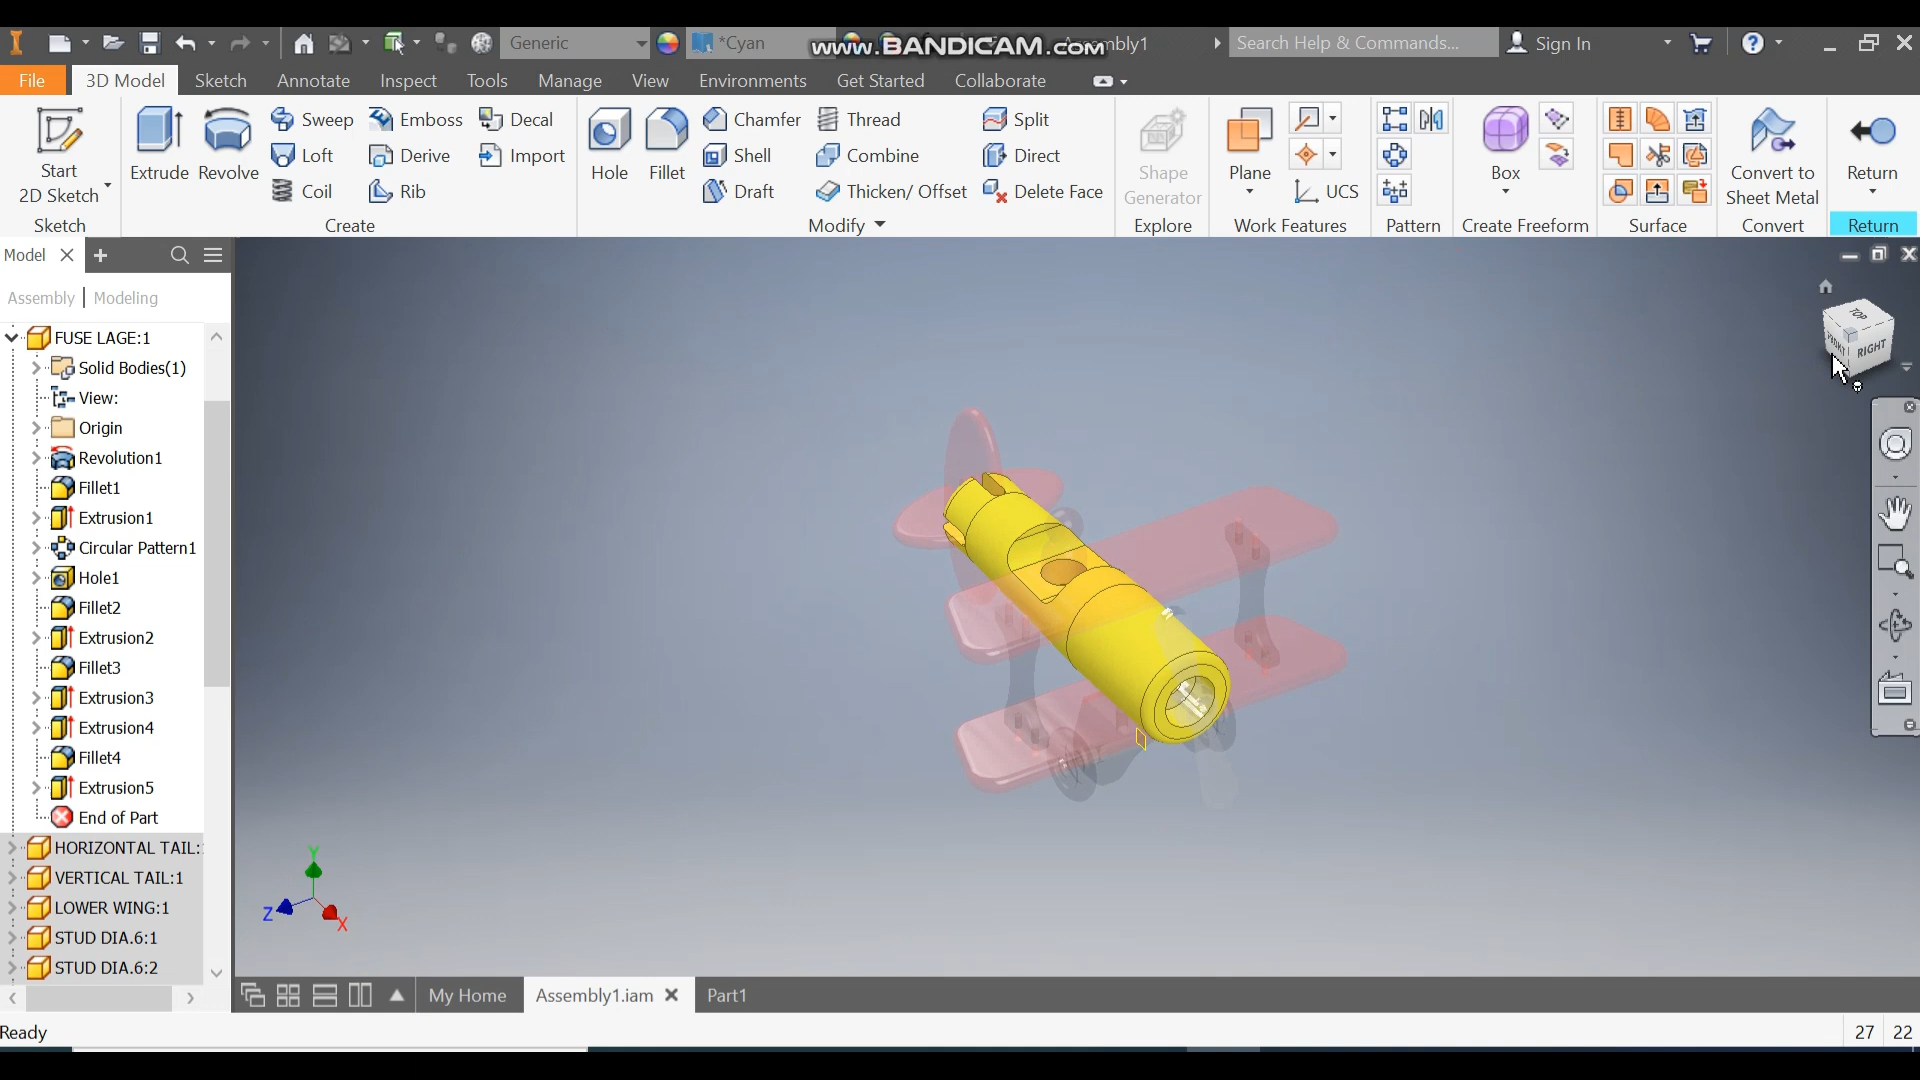 Generic
*Cyan
www.BANDICAM.com
Assembly1
Search Help & Commands...
Sign In
File
3D Model
Sketch
Annotate
Inspect
Tools
Manage
View
Environments
Get Started
Collaborate
Start
2D Sketch
Sketch
Extrude
Revolve
Sweep
Emboss
Decal
Loft
Derive
Import
Coil
Rib
Create
Hole
Fillet
Chamfer
Thread
Split
Shell
Combine
Direct
Draft
Thicken/ Offset
Delete Face
Modify
Shape
Generator
Explore
Plane
UCS
Work Features
Pattern
Box
Create Freeform
Surface
Convert to
Sheet Metal
Convert
Return
Return
Model
Assembly
Modeling
FUSE LAGE:1
Solid Bodies(1)
View:
Origin
Revolution1
Fillet1
Extrusion1
Circular Pattern1
Hole1
Fillet2
Extrusion2
Fillet3
Extrusion3
Extrusion4
Fillet4
Extrusion5
End of Part
HORIZONTAL TAIL:
VERTICAL TAIL:1
LOWER WING:1
STUD DIA.6:1
STUD DIA.6:2
TOP
FRONT
RIGHT
Y
Z
X
My Home
Assembly1.iam
Part1
Ready
27
22